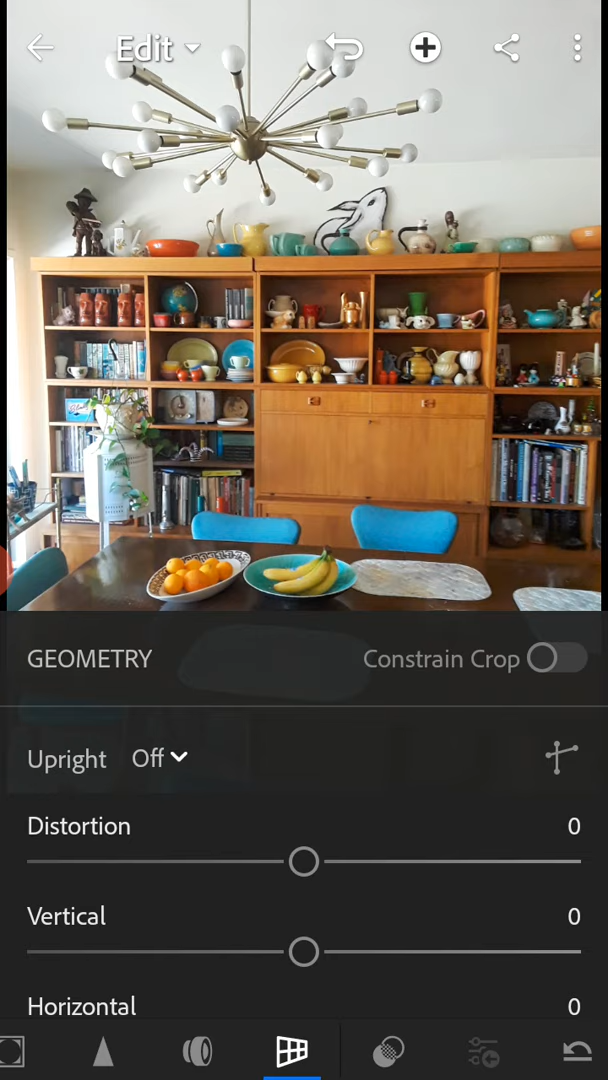 Edit
GEOMETRY Constrain Crop
Upright Off
Distortion 0
Vertical 0
Horizontal 0